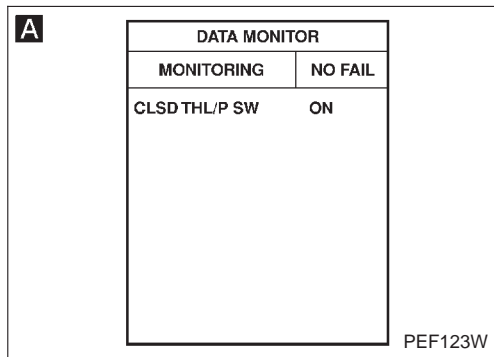 A
DATA MONITOR
MONITORING NO FAIL
CLSD THL/P SW ON
PEF123W